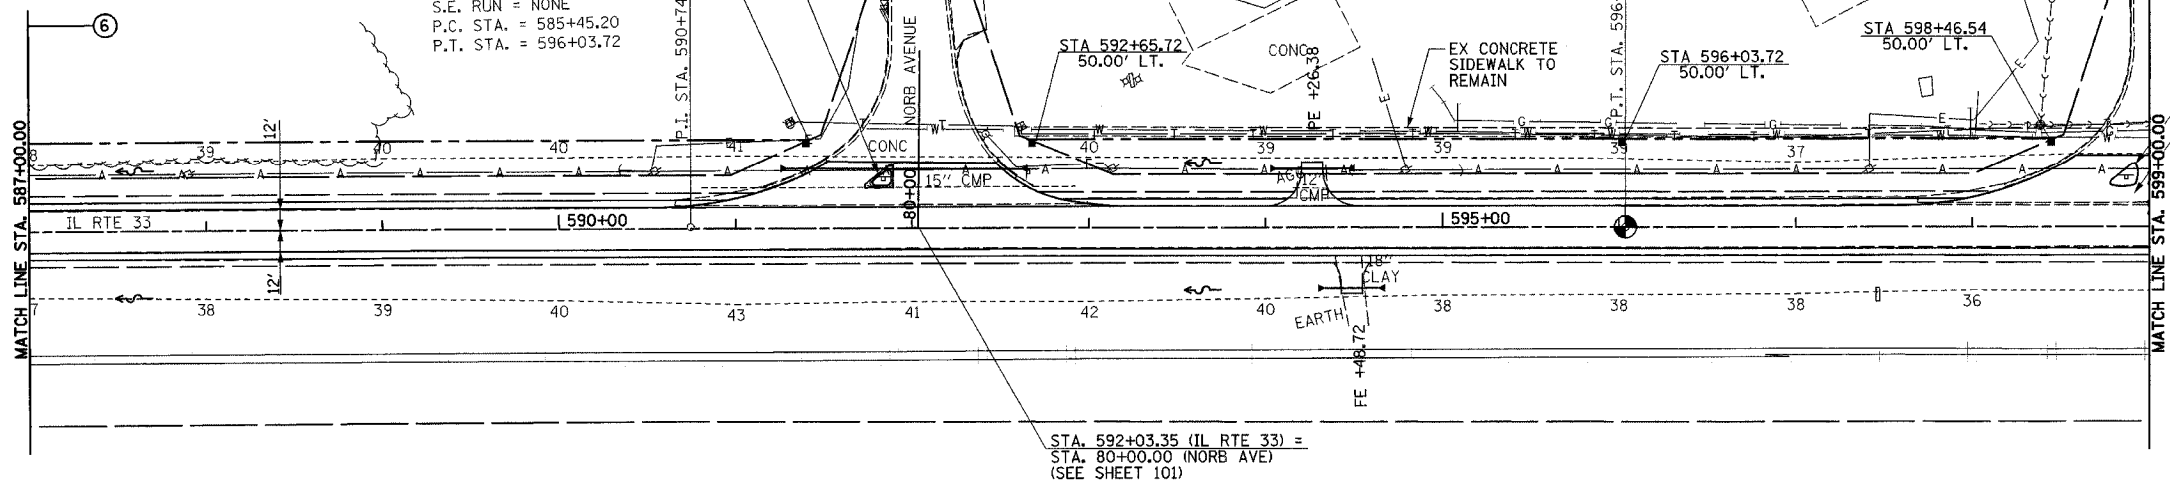 S.E. RUN = NONE
P.C. STA. = 585+45.20
P.T. STA. = 596+03.72
6
P.I. STA. 590+74
NORB AVENUE
STA 592+65.72
50.00' LT.
CONC
PE +26.38
EX CONCRETE
SIDEWALK TO
REMAIN
P.T. STA. 596
STA 596+03.72
50.00' LT.
STA 598+46.54
50.00' LT.
MATCH LINE STA. 587+00.00
12'
8 39 40 40 41 40 39 39 39 37
CONC
15" CMP
80+00
AGG
12"
CMP
IL RTE 33
590+00
595+00
12'
18"
CLAY
7 38 39 40 43 41 42 40 38 38 38 36
EARTH
FE +48.72
MATCH LINE STA. 599+00.00
STA. 592+03.35 (IL RTE 33) =
STA. 80+00.00 (NORB AVE)
(SEE SHEET 101)